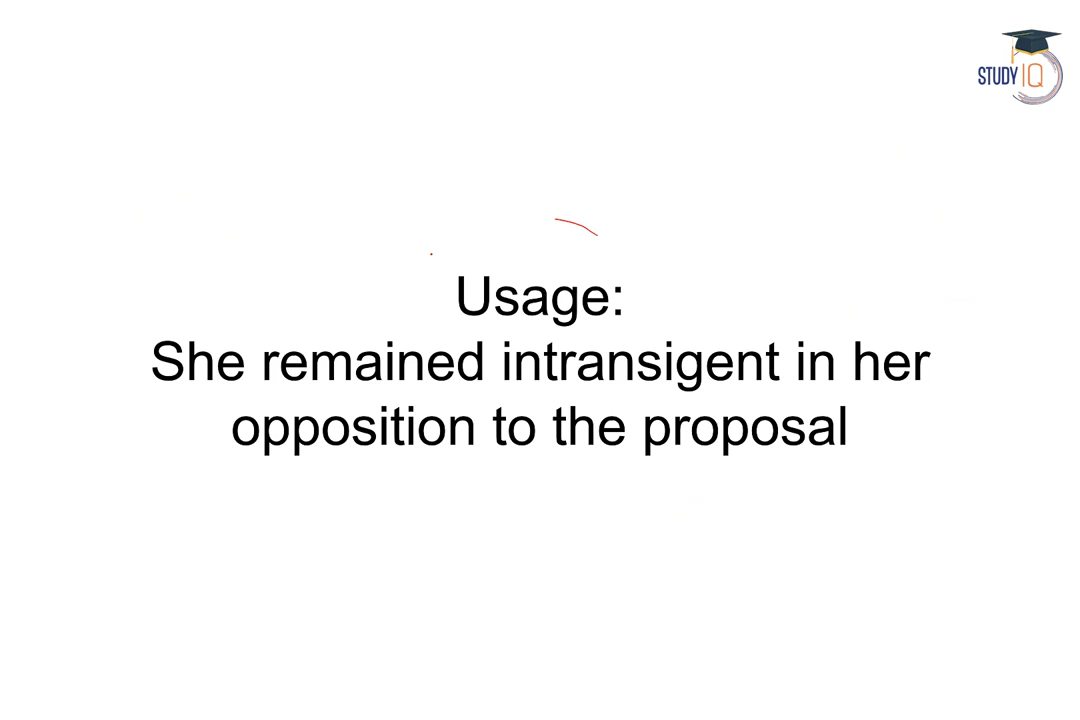 STUDY IQ
Usage:
She remained intransigent in her
opposition to the proposal